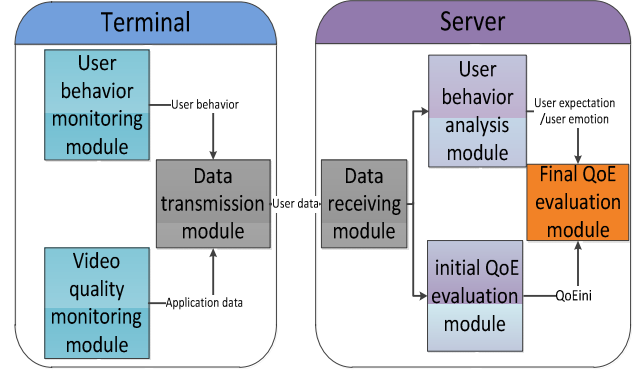 Terminal
User
behavior
monitoring
module
User behavior
Data
transmission
module
Video
quality
monitoring
module
Application data
User data
Server
Data
receiving
module
User
behavior
analysis
module
User expectation
/user emotion
Final QoE
evaluation
module
initial QoE
evaluation
module
QoEini